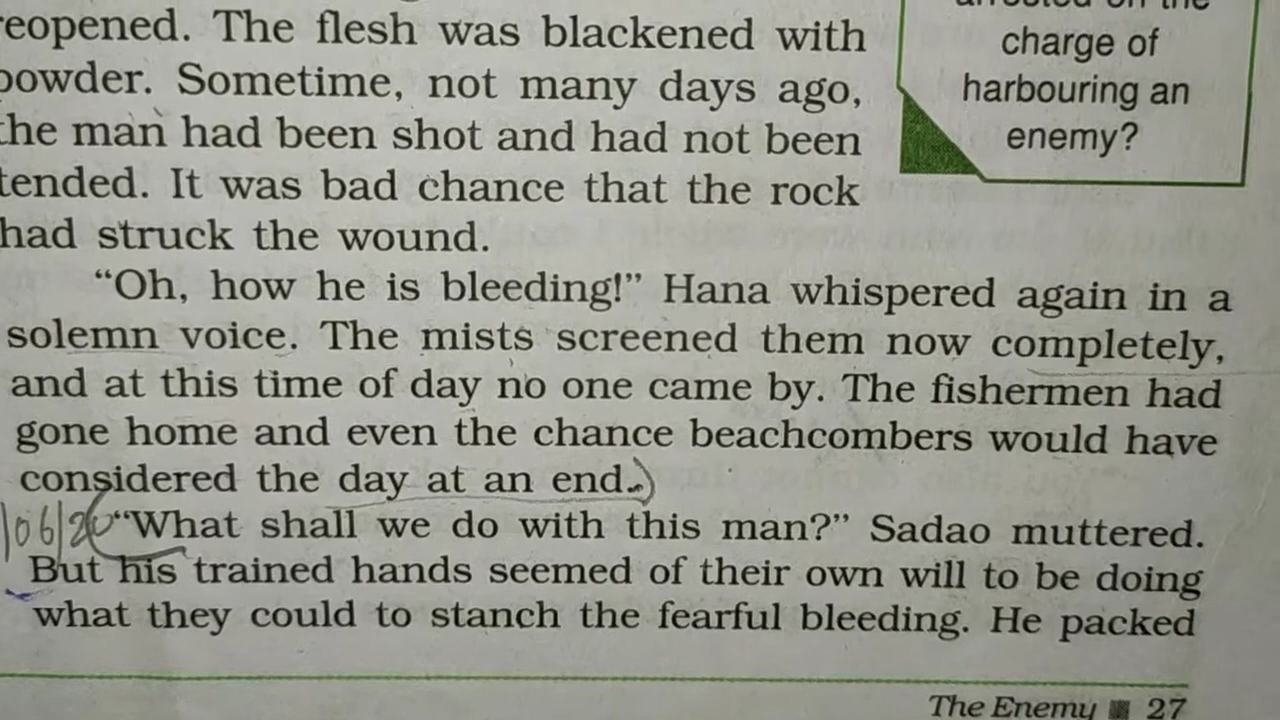 reopened. The flesh was blackened with
powder. Sometime, not many days ago,
the man had been shot and had not been
tended. It was bad chance that the rock
had struck the wound.
arrested on the
charge of
harbouring an
enemy?
“Oh, how he is bleeding!” Hana whispered again in a
solemn voice. The mists screened them now completely,
and at this time of day no one came by. The fishermen had
gone home and even the chance beachcombers would have
considered the day at an end.
“What shall we do with this man?” Sadao muttered.
/06/20
But his trained hands seemed of their own will to be doing
what they could to stanch the fearful bleeding. He packed
The Enemy 27